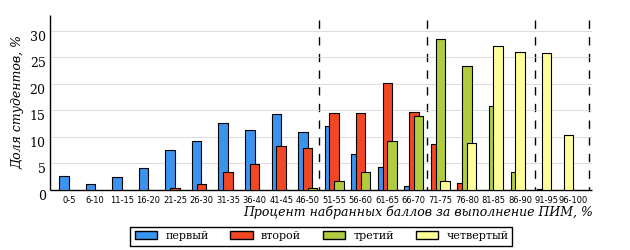 Доля студентов, %
30
25
20
15
10
5
0
0-5 6-10 11-15 16-20 21-25 26-30 31-35 36-40 41-45 46-50 51-55 56-60 61-65 66-70 71-75 76-80 81-85 86-90 91-95 96-100
Процент набранных баллов за выполнение ПИМ, %
первый второй третий четвертый